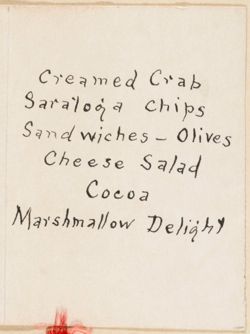 Creamed Crab
Saratoga Chips
Sandwiches - Olives
Cheese Salad
Cocoa
Marshmallow Delight